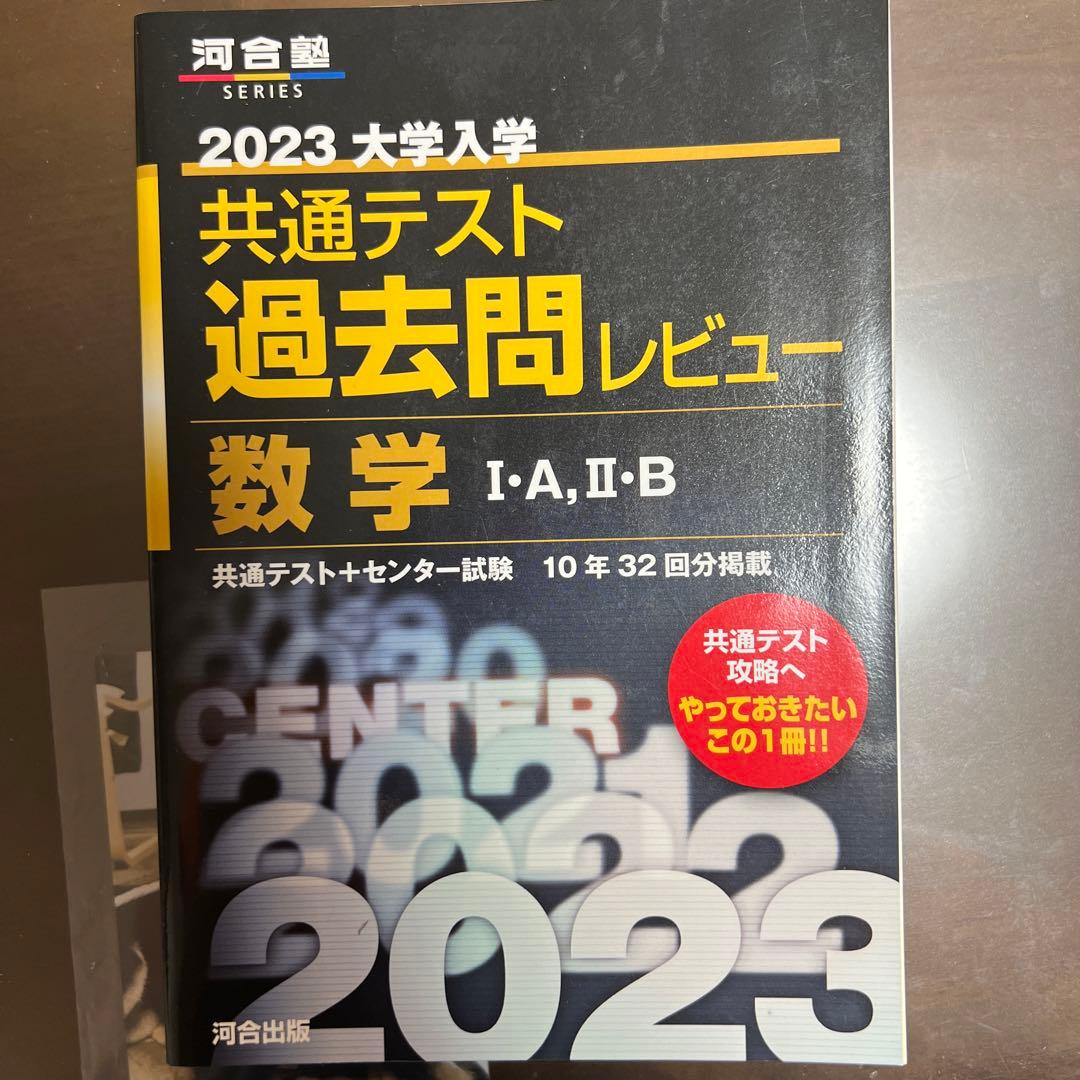 河合塾
SERIES
2023 大学入学
共通テスト
過去問レビュー
数学 Ⅰ・A,Ⅱ・B
共通テスト+センター試験 10年32回分掲載
共通テスト
攻略へ
やっておきたい
この1冊!!
CENTER
2021
2022
2023
河合出版